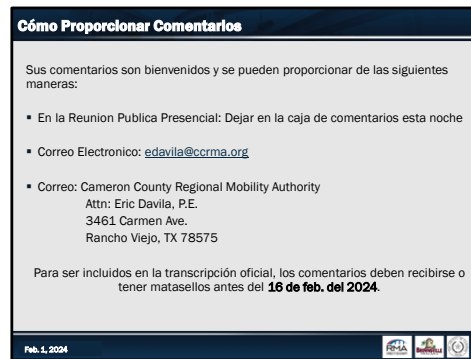 Cómo Proporcionar Comentarios
Sus comentarios son bienvenidos y se pueden proporcionar de las siguientes
maneras:
▪ En la Reunion Publica Presencial: Dejar en la caja de comentarios esta noche
▪ Correo Electronico: edavila@ccrma.org
▪ Correo: Cameron County Regional Mobility Authority
Attn: Eric Davila, P.E.
3461 Carmen Ave.
Rancho Viejo, TX 78575
Para ser incluidos en la transcripción oficial, los comentarios deben recibirse o
tener matasellos antes del 16 de feb. del 2024.
Feb. 1, 2024
RMA